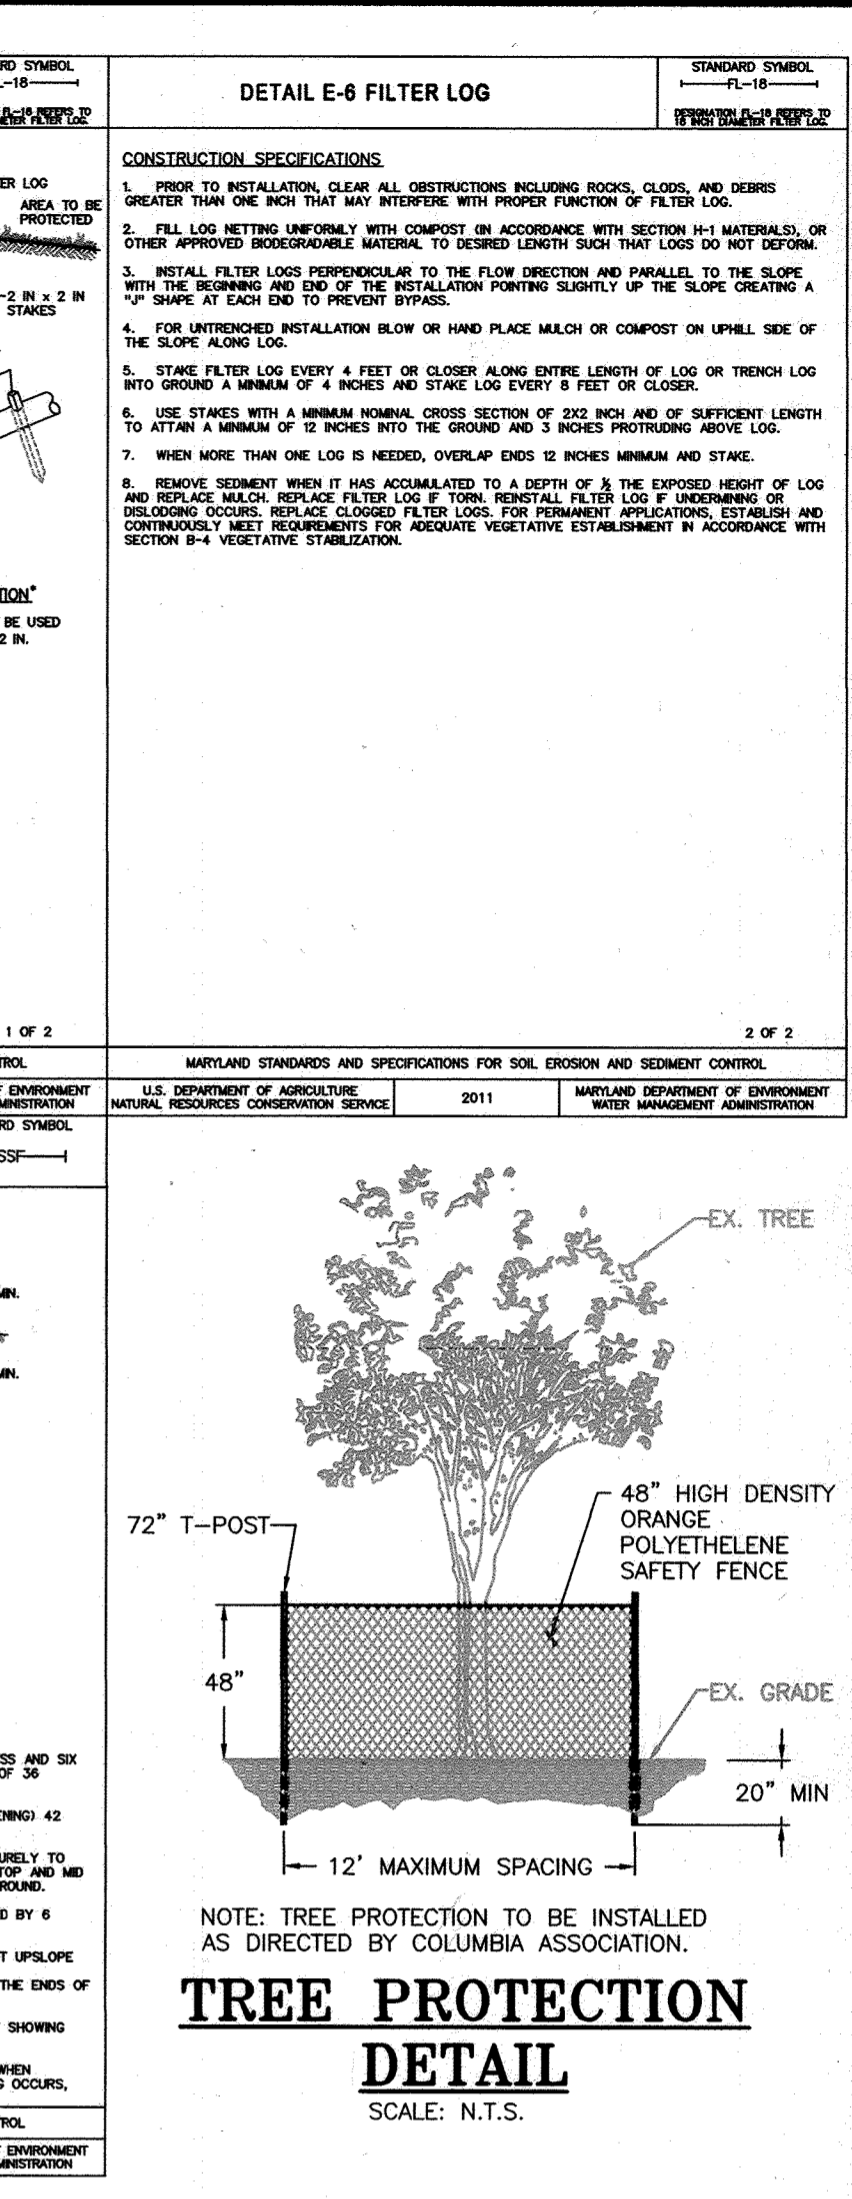 RD SYMBOL
L-18
FL-18 REFERS TO
METER FILTER LOG.
ER LOG
AREA TO BE
PROTECTED
-2 IN x 2 IN
STAKES
TION*
BE USED
2 IN.
1 OF 2
TROL
F ENVIRONMENT
MINISTRATION
DETAIL E-6 FILTER LOG
STANDARD SYMBOL
FL-18
DESIGNATION FL-18 REFERS TO
18 INCH DIAMETER FILTER LOG.
CONSTRUCTION SPECIFICATIONS
1. PRIOR TO INSTALLATION, CLEAR ALL OBSTRUCTIONS INCLUDING ROCKS, CLODS, AND DEBRIS
GREATER THAN ONE INCH THAT MAY INTERFERE WITH PROPER FUNCTION OF FILTER LOG.
2. FILL LOG NETTING UNIFORMLY WITH COMPOST (IN ACCORDANCE WITH SECTION H-1 MATERIALS), OR
OTHER APPROVED BIODEGRADABLE MATERIAL TO DESIRED LENGTH SUCH THAT LOGS DO NOT DEFORM.
3. INSTALL FILTER LOGS PERPENDICULAR TO THE FLOW DIRECTION AND PARALLEL TO THE SLOPE
WITH THE BEGINNING AND END OF THE INSTALLATION POINTING SLIGHTLY UP THE SLOPE CREATING A
"J" SHAPE AT EACH END TO PREVENT BYPASS.
4. FOR UNTRENCHED INSTALLATION BLOW OR HAND PLACE MULCH OR COMPOST ON UPHILL SIDE OF
THE SLOPE ALONG LOG.
5. STAKE FILTER LOG EVERY 4 FEET OR CLOSER ALONG ENTIRE LENGTH OF LOG OR TRENCH LOG
INTO GROUND A MINIMUM OF 4 INCHES AND STAKE LOG EVERY 8 FEET OR CLOSER.
6. USE STAKES WITH A MINIMUM NOMINAL CROSS SECTION OF 2X2 INCH AND OF SUFFICIENT LENGTH
TO ATTAIN A MINIMUM OF 12 INCHES INTO THE GROUND AND 3 INCHES PROTRUDING ABOVE LOG.
7. WHEN MORE THAN ONE LOG IS NEEDED, OVERLAP ENDS 12 INCHES MINIMUM AND STAKE.
8. REMOVE SEDIMENT WHEN IT HAS ACCUMULATED TO A DEPTH OF ½ THE EXPOSED HEIGHT OF LOG
AND REPLACE MULCH. REPLACE FILTER LOG IF TORN. REINSTALL FILTER LOG IF UNDERMINING OR
DISLODGING OCCURS. REPLACE CLOGGED FILTER LOGS. FOR PERMANENT APPLICATIONS, ESTABLISH AND
CONTINUOUSLY MEET REQUIREMENTS FOR ADEQUATE VEGETATIVE ESTABLISHMENT IN ACCORDANCE WITH
SECTION B-4 VEGETATIVE STABILIZATION.
2 OF 2
MARYLAND STANDARDS AND SPECIFICATIONS FOR SOIL EROSION AND SEDIMENT CONTROL
U.S. DEPARTMENT OF AGRICULTURE
NATURAL RESOURCES CONSERVATION SERVICE
2011
MARYLAND DEPARTMENT OF ENVIRONMENT
WATER MANAGEMENT ADMINISTRATION
RD SYMBOL
SSF
MIN.
MIN.
SS AND SIX
OF 36
ENING) 42
URELY TO
TOP AND MID
ROUND.
D BY 6
T UPSLOPE
THE ENDS OF
SHOWING
WHEN
G OCCURS,
TROL
ENVIRONMENT
MINISTRATION
EX. TREE
48" HIGH DENSITY
ORANGE
POLYETHELENE
SAFETY FENCE
72" T-POST
48"
EX. GRADE
20" MIN
12' MAXIMUM SPACING
NOTE: TREE PROTECTION TO BE INSTALLED
AS DIRECTED BY COLUMBIA ASSOCIATION.
TREE PROTECTION
DETAIL
SCALE: N.T.S.